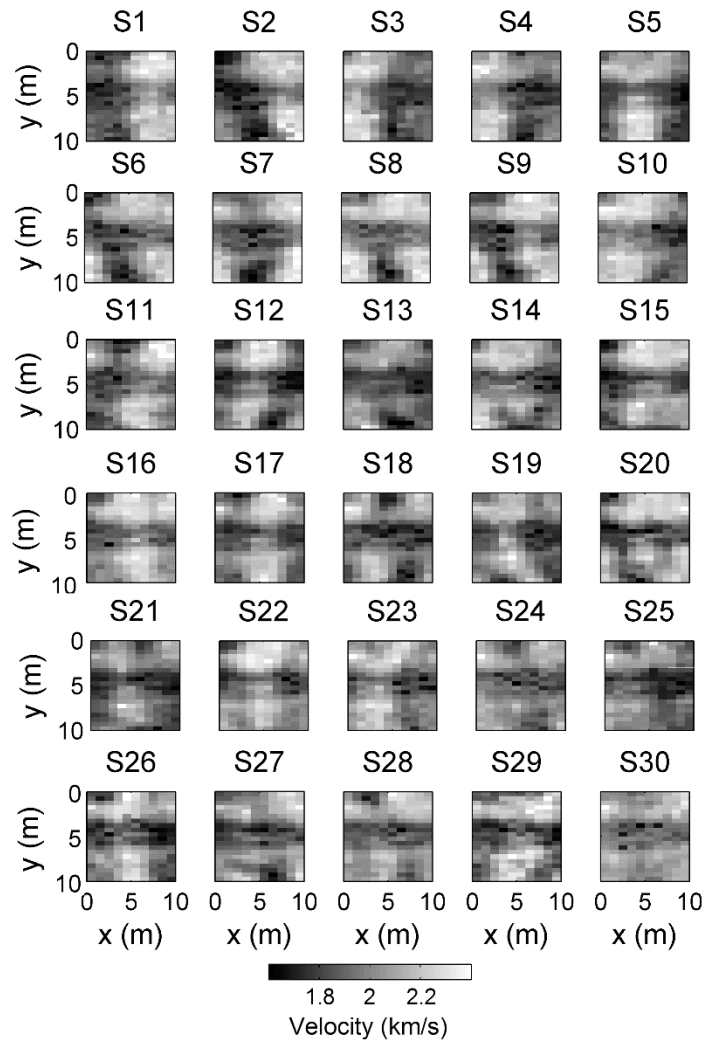 S1 S2 S3 S4 S5
0
y (m) 5
10
S6 S7 S8 S9 S10
0
y (m) 5
10
S11 S12 S13 S14 S15
0
y (m) 5
10
S16 S17 S18 S19 S20
0
y (m) 5
10
S21 S22 S23 S24 S25
0
y (m) 5
10
S26 S27 S28 S29 S30
0
y (m) 5
10
0 5 10 0 5 10 0 5 10 0 5 10 0 5 10
x (m) x (m) x (m) x (m) x (m)
1.8 2 2.2
Velocity (km/s)